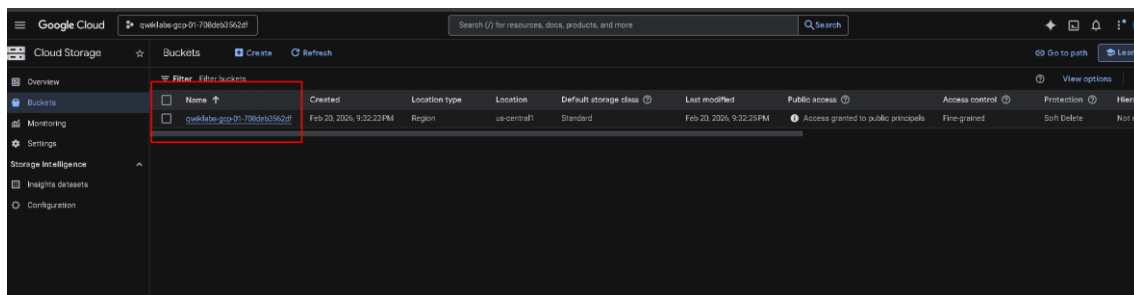 Google Cloud
qwiklabs-gcp-01-708deb3562df
Search (/) for resources, docs, products, and more
Search
Cloud Storage
Buckets
Create
Refresh
Go to path
Overview
Buckets
Monitoring
Settings
Storage Intelligence
Insights datasets
Configuration
Filter Filter buckets
View options
Name Created Location type Location Default storage class Last modified Public access Access control Protection
qwiklabs-gcp-01-708deb3562df Feb 20, 2026, 9:32:23 PM Region us-central1 Standard Feb 20, 2026, 9:32:25 PM Access granted to public principals Fine-grained Soft Delete